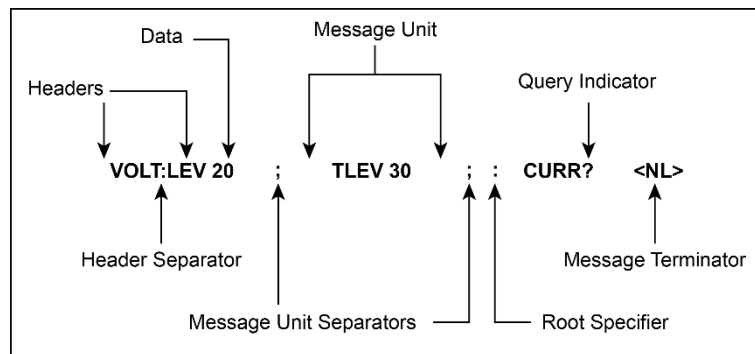 Message Unit
Data
Query Indicator
Headers
VOLT:LEV 20 ; TLEV 30 ; : CURR? <NL>
Header Separator
Message Terminator
Message Unit Separators
Root Specifier